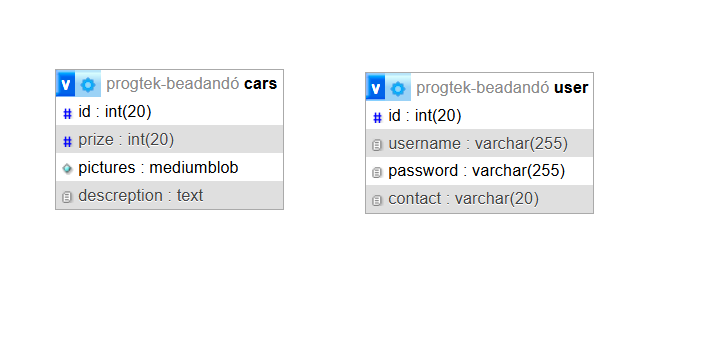 v progtek-beadandó cars
# id : int(20)
# prize : int(20)
pictures : mediumblob
descreption : text
v progtek-beadandó user
# id : int(20)
username : varchar(255)
password : varchar(255)
contact : varchar(20)